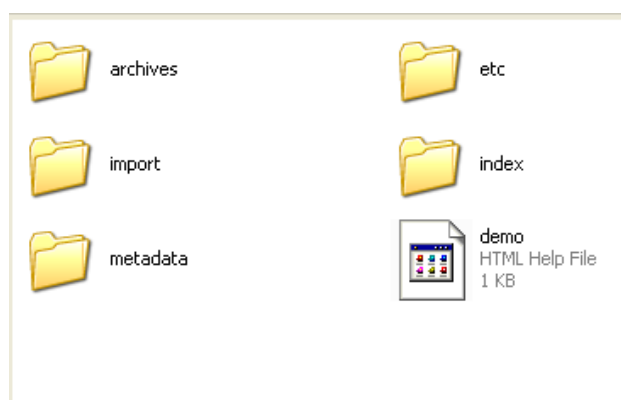 archives
etc
import
index
metadata
demo
HTML Help File
1 KB